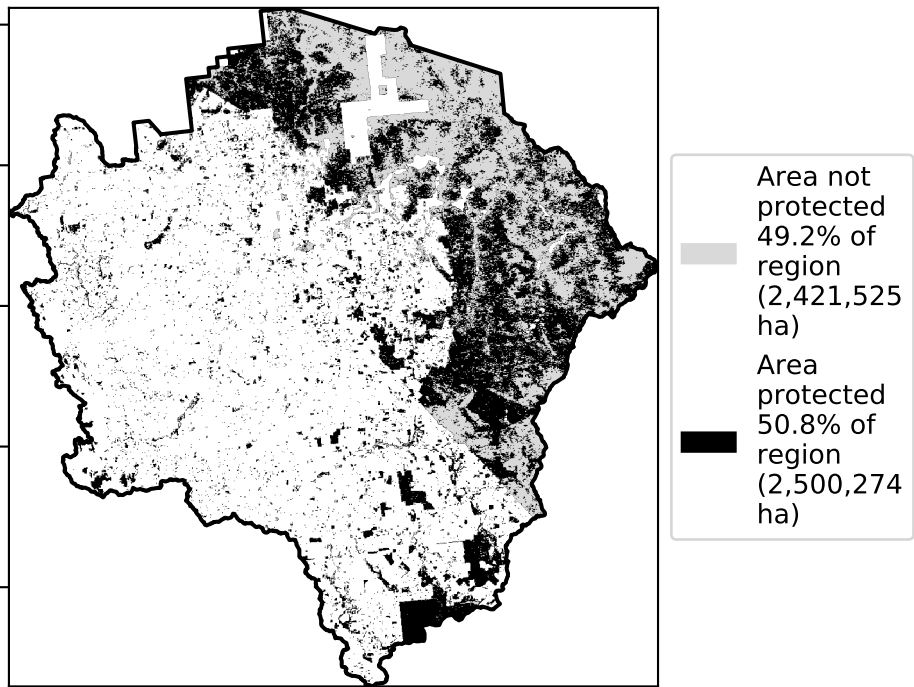 Area not
protected
49.2% of
region
(2,421,525
ha)
Area
protected
50.8% of
region
(2,500,274
ha)